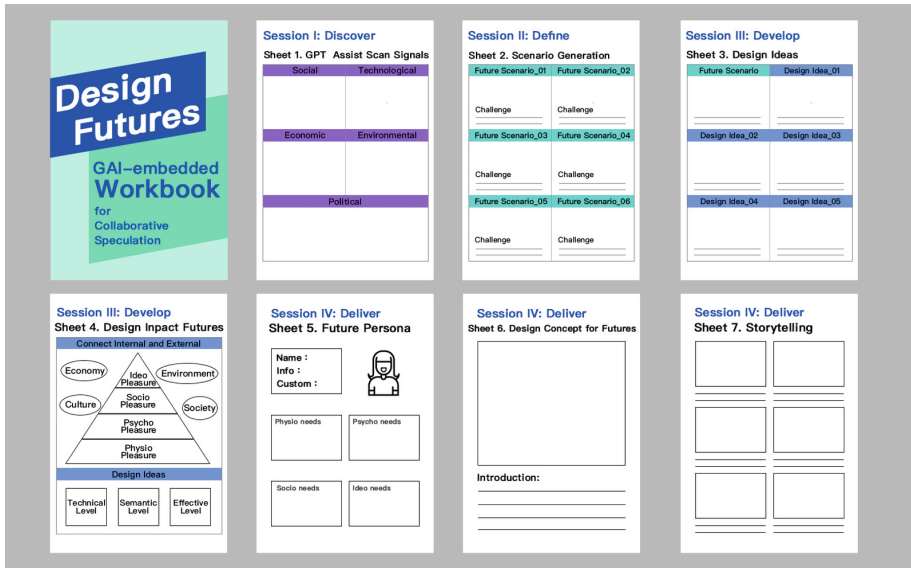 Design
Futures
GAI-embedded
Workbook
for
Collaborative
Speculation
Session I: Discover
Sheet 1. GPT Assist Scan Signals
Social
Technological
Economic
Environmental
Political
Session II: Define
Sheet 2. Scenario Generation
Future Scenario_01
Future Scenario_02
Challenge
Challenge
Future Scenario_03
Future Scenario_04
Challenge
Challenge
Future Scenario_05
Future Scenario_06
Challenge
Challenge
Session III: Develop
Sheet 3. Design Ideas
Future Scenario
Design Idea_01
Design Idea_02
Design Idea_03
Design Idea_04
Design Idea_05
Session III: Develop
Sheet 4. Design Inpact Futures
Connect Internal and External
Economy
Environment
Culture
Society
Ideo
Pleasure
Socio
Pleasure
Psycho
Pleasure
Physio
Pleasure
Design Ideas
Technical
Level
Semantic
Level
Effective
Level
Session IV: Deliver
Sheet 5. Future Persona
Name：
Info：
Custom：
Physio needs
Psycho needs
Socio needs
Ideo needs
Session IV: Deliver
Sheet 6. Design Concept for Futures
Introduction:
Session IV: Deliver
Sheet 7. Storytelling